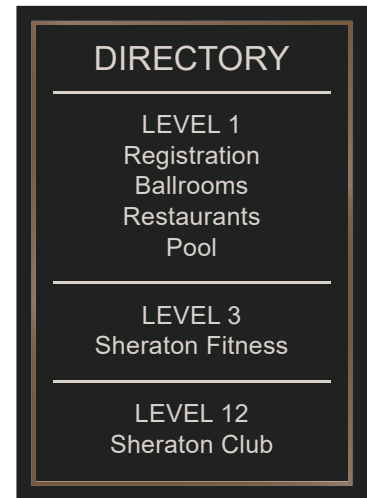 DIRECTORY
LEVEL 1
Registration
Ballrooms
Restaurants
Pool
LEVEL 3
Sheraton Fitness
LEVEL 12
Sheraton Club